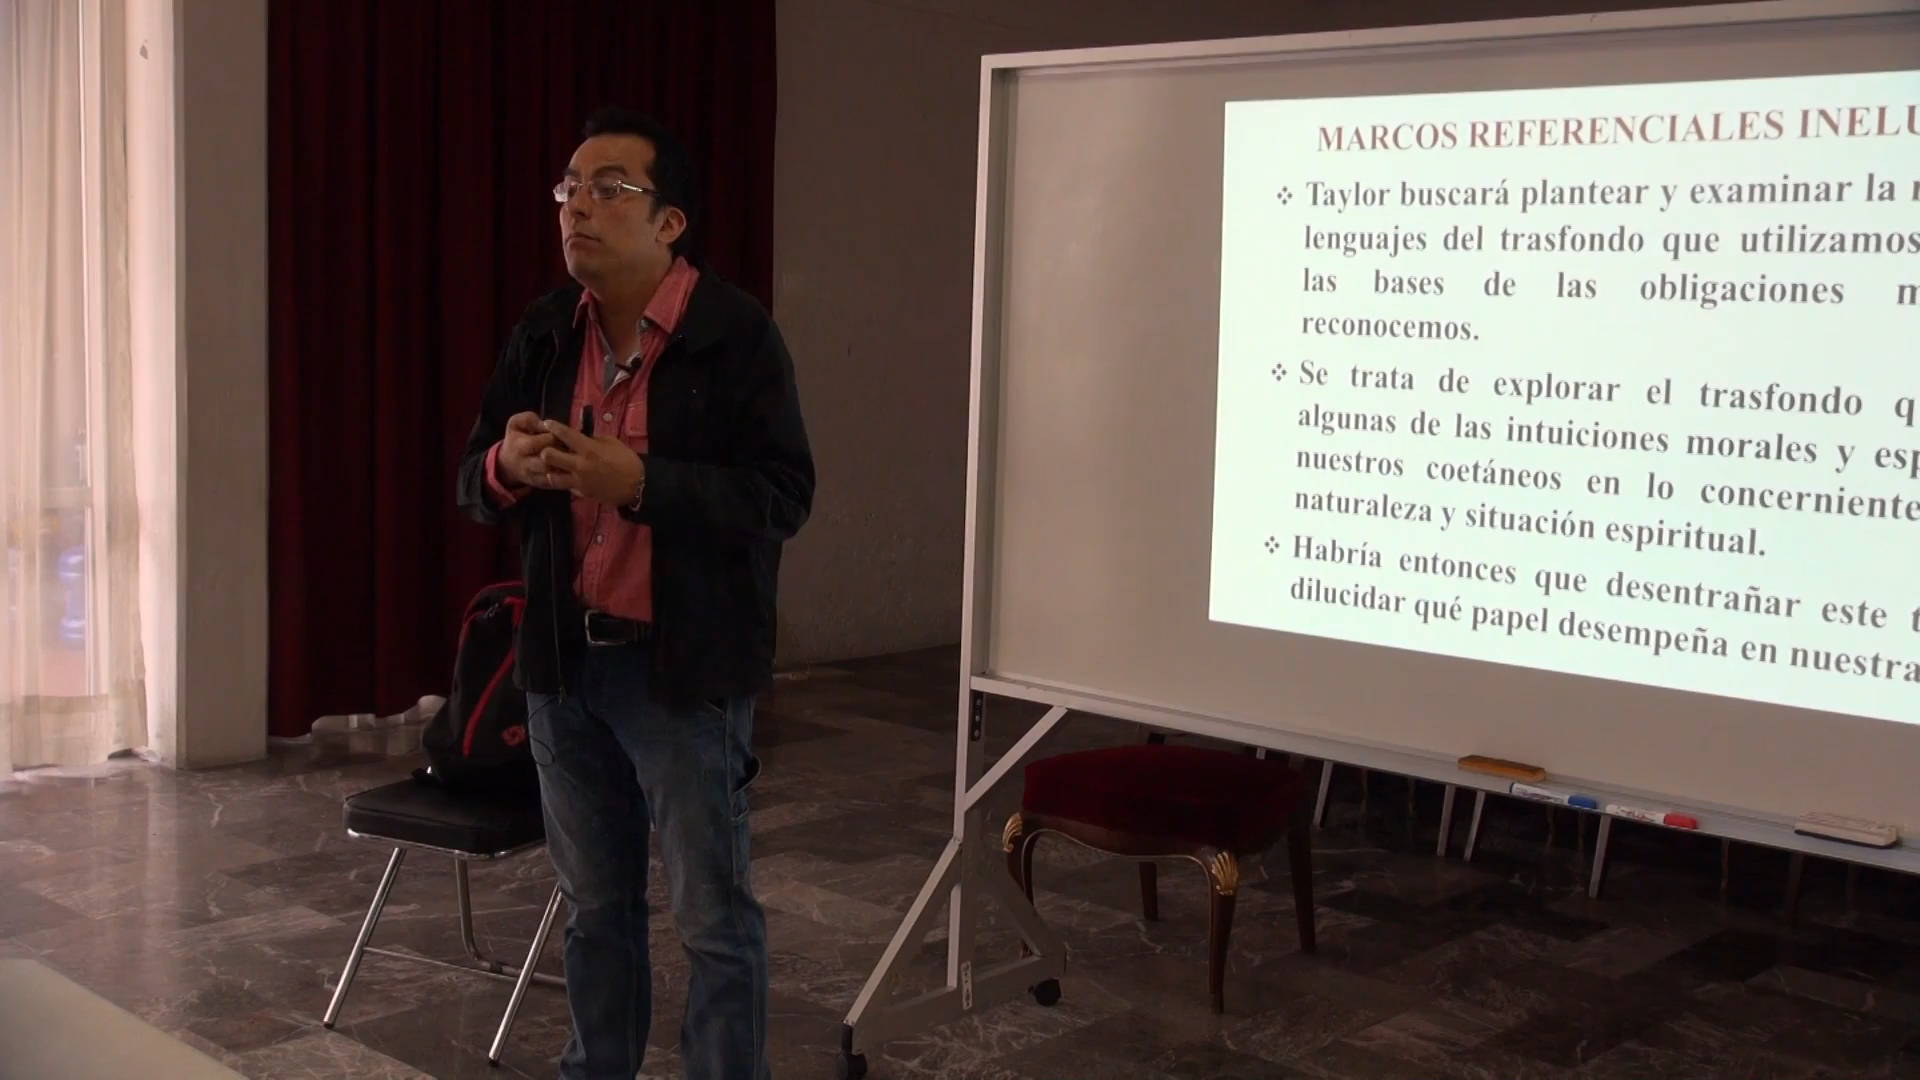 MARCOS REFERENCIALES
Taylor buscará plantear y examinar la
lenguajes del trasfondo que utilizamos
las bases de las obligaciones
reconocemos.
Se trata de explorar el trasfondo
algunas de las intuiciones morales y
nuestros coetáneos en lo concerniente
naturaleza y situación espiritual.
Habría entonces que desentrañar este
dilucidar qué papel desempeña en nuestra